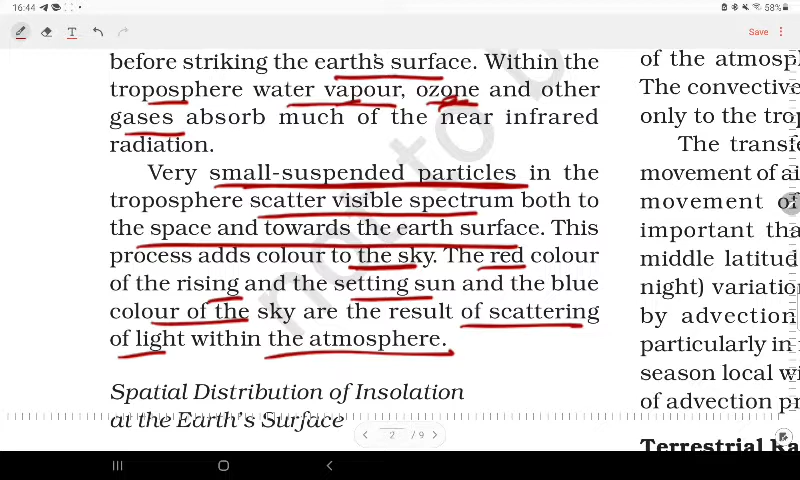 16:44
58%
T
Save
before striking the earth's surface. Within the
troposphere water vapour, ozone and other
gases absorb much of the near infrared
radiation.
Very small-suspended particles in the
troposphere scatter visible spectrum both to
the space and towards the earth surface. This
process adds colour to the sky. The red colour
of the rising and the setting sun and the blue
colour of the sky are the result of scattering
of light within the atmosphere.
Spatial Distribution of Insolation
at the Earth's Surface
of the atmosp
The convective
only to the trop
The transfe
movement of ai
movement of
important tha
middle latitud
night) variation
by advection
particularly in
season local wi
of advection pr
Terrestrial Ra
not to b
2 / 9